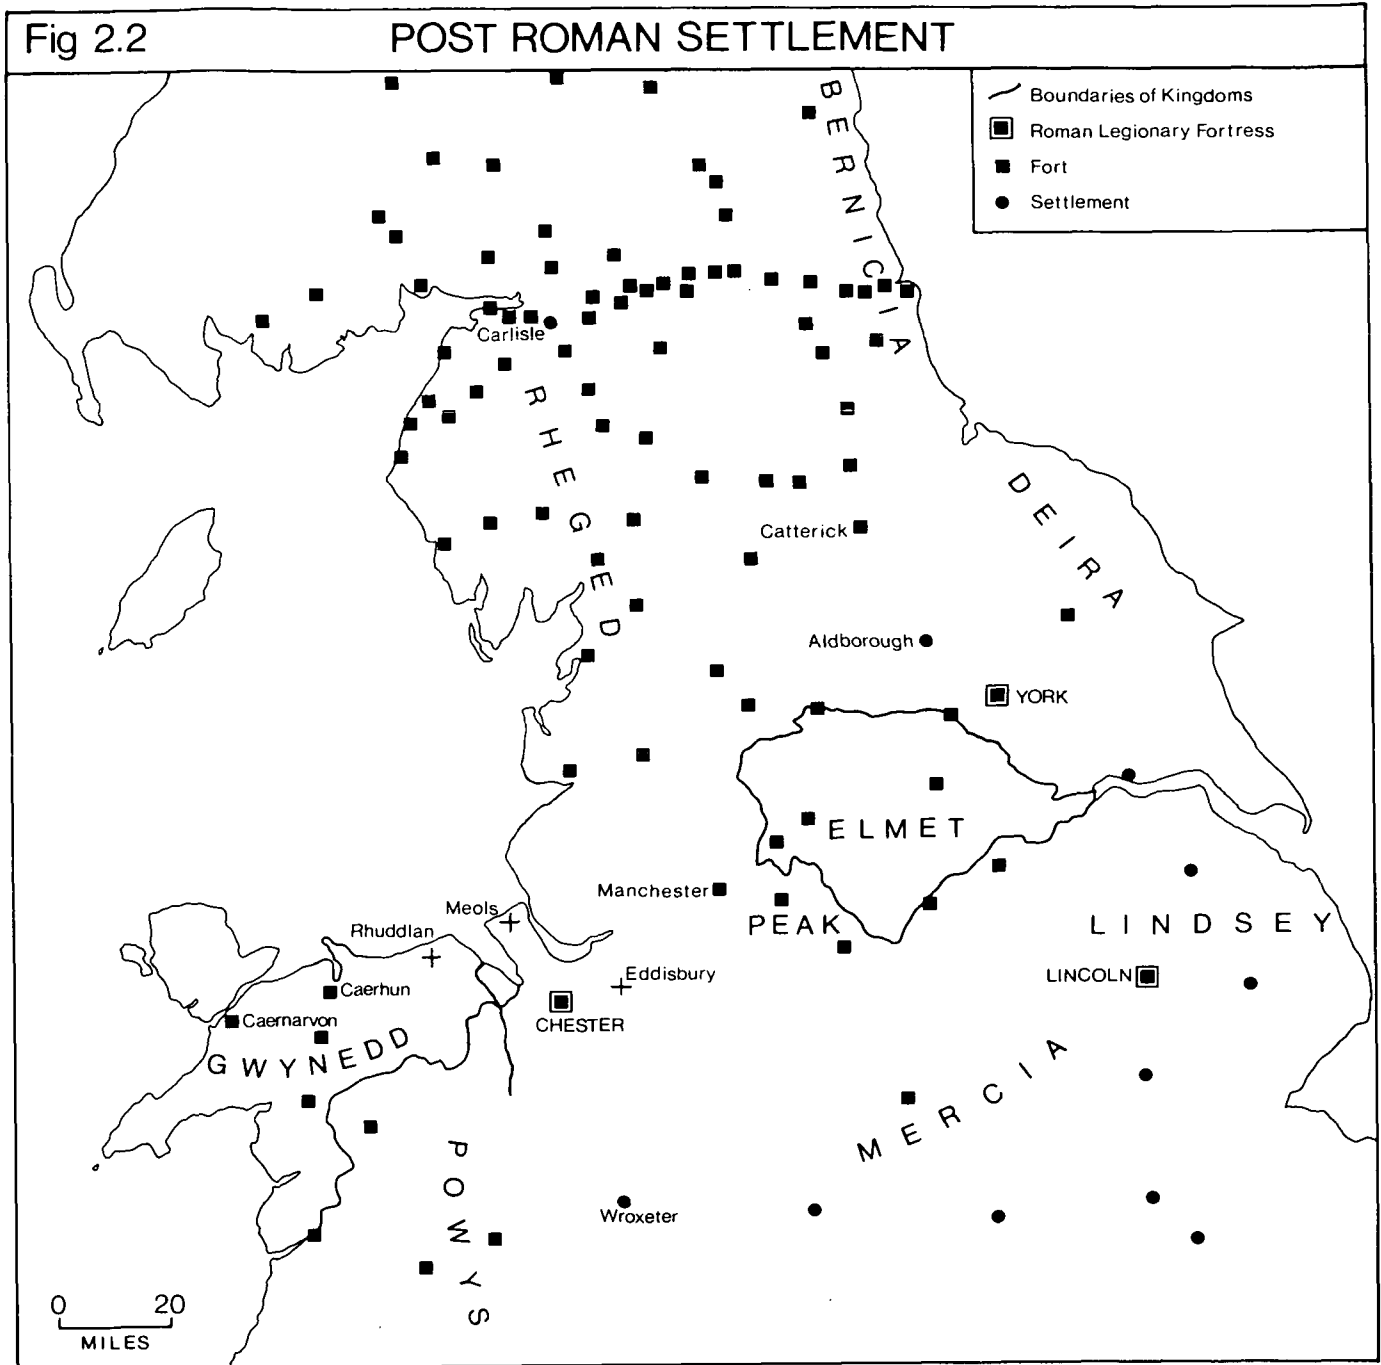 Fig 2.2
POST ROMAN SETTLEMENT
Boundaries of Kingdoms
Roman Legionary Fortress
Fort
Settlement
BERNICIA
Carlisle
RHEGED
DEIRA
Catterick
Aldborough
YORK
ELMET
Manchester
PEAK
LINDSEY
Meols
Rhuddlan
Eddisbury
LINCOLN
Caerhun
CHESTER
Caernarvon
GWYNEDD
MERCIA
POWYS
Wroxeter
0 20
MILES